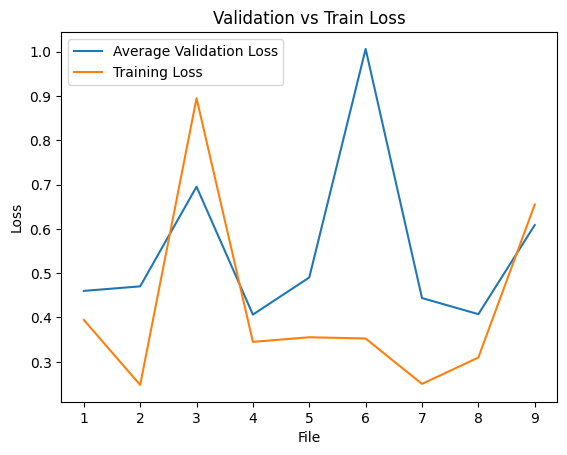 Validation vs Train Loss
Average Validation Loss
Training Loss
1.0
0.9
0.8
0.7
0.6
0.5
0.4
0.3
Loss
1 2 3 4 5 6 7 8 9
File